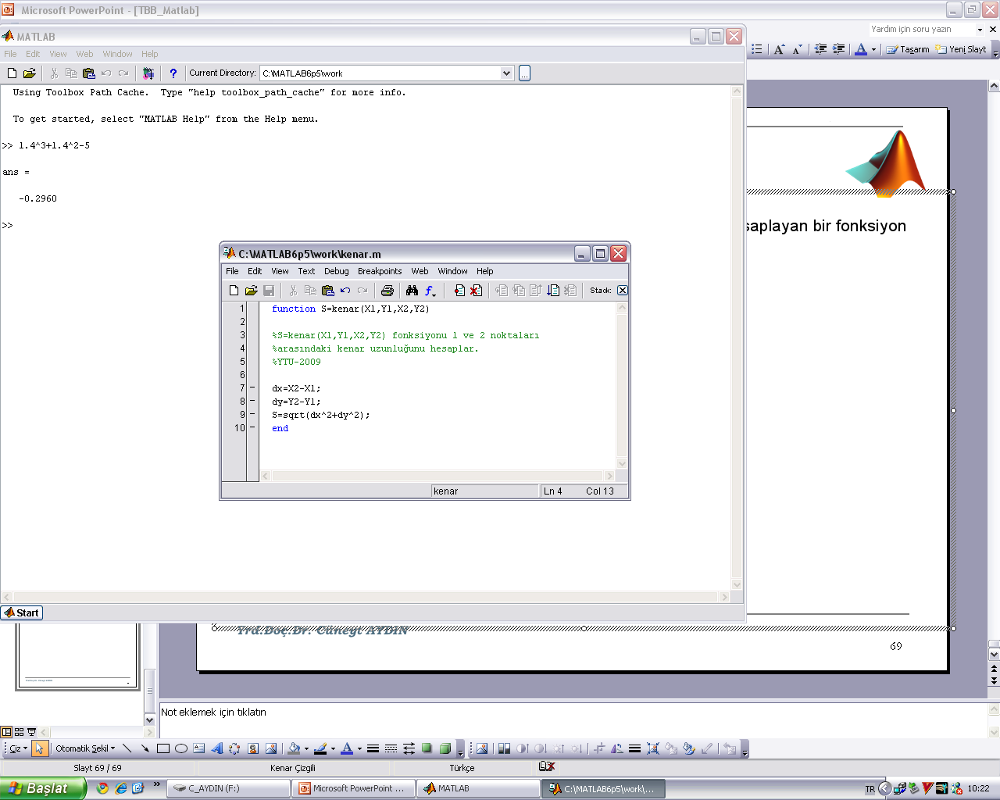 Microsoft PowerPoint - [TBB_Matlab]
Yardım için soru yazın
Tasarım Yeni Slayt
MATLAB
File Edit View Web Window Help
Current Directory: C:\MATLAB6p5\work
...
Using Toolbox Path Cache. Type "help toolbox_path_cache" for more info.
To get started, select "MATLAB Help" from the Help menu.
>> 1.4^3+1.4^2-5
ans =
-0.2960
>>
saplayan bir fonksiyon
C:\MATLAB6p5\work\kenar.m
File Edit View Text Debug Breakpoints Web Window Help
Stack:
1 function S=kenar(X1,Y1,X2,Y2)
2
3 %S=kenar(X1,Y1,X2,Y2) fonksiyonu 1 ve 2 noktaları
4 %arasındaki kenar uzunluğunu hesaplar.
5 %YTU-2009
6
7 - dx=X2-X1;
8 - dy=Y2-Y1;
9 - S=sqrt(dx^2+dy^2);
10 - end
kenar Ln 4 Col 13
Start
Yrd.Doç.Dr. Cüneyt AYDIN
69
Not eklemek için tıklatın
Çiz Otomatik Şekil
Slayt 69 / 69 Kenar Çizgili Türkçe
Başlat C_AYDIN (F:) Microsoft PowerPoint ... MATLAB C:\MATLAB6p5\work\... TR 10:22